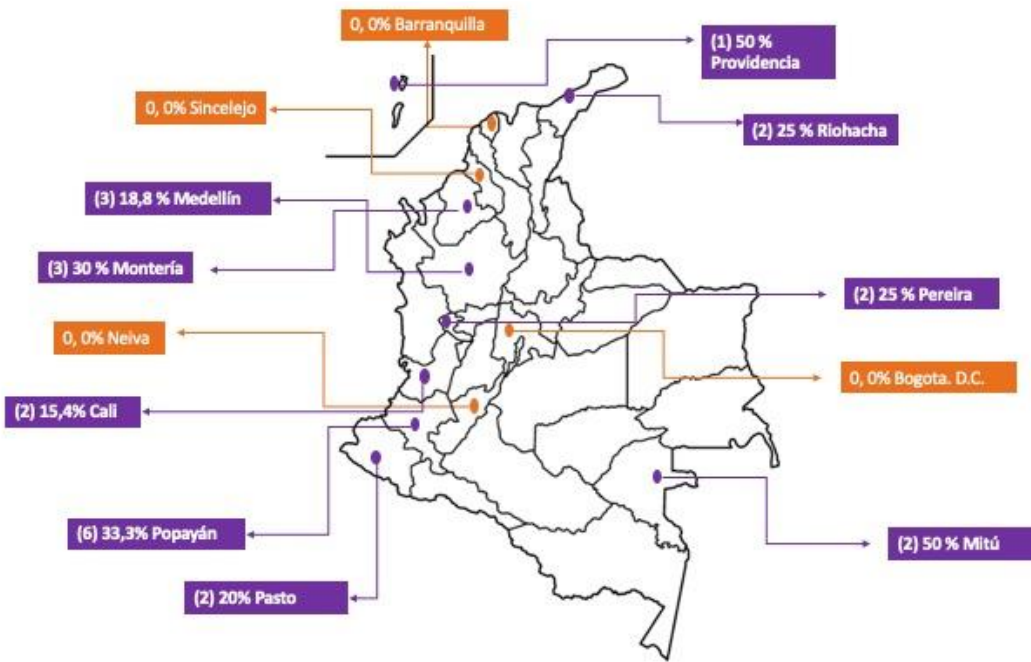 0, 0% Barranquilla
(1) 50 %
Providencia
0, 0% Sincelejo
(2) 25 % Riohacha
(3) 18,8 % Medellín
(3) 30 % Montería
(2) 25 % Pereira
0, 0% Neiva
0, 0% Bogota. D.C.
(2) 15,4% Cali
(6) 33,3% Popayán
(2) 50 % Mitú
(2) 20% Pasto